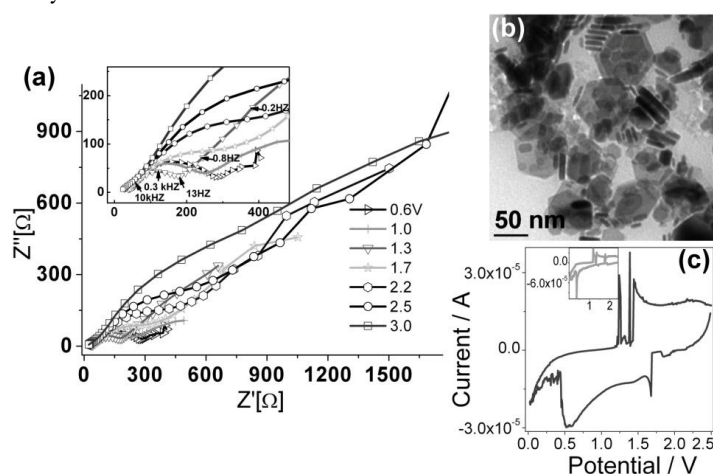 (a)
Z''[Ω]
900
600
300
0
0 300 600 900 1200 1500
Z'[Ω]
200
100
0
0 200 400
0.2HZ
0.8HZ
0.3 kHZ
13HZ
10kHZ
0.6V
1.0
1.3
1.7
2.2
2.5
3.0
(b)
50 nm
(c)
Current / A
3.0x10⁻⁵
0.0
-3.0x10⁻⁵
0.0 0.5 1.0 1.5 2.0 2.5
Potential / V
0.0
-6.0x10⁻⁵
1 2